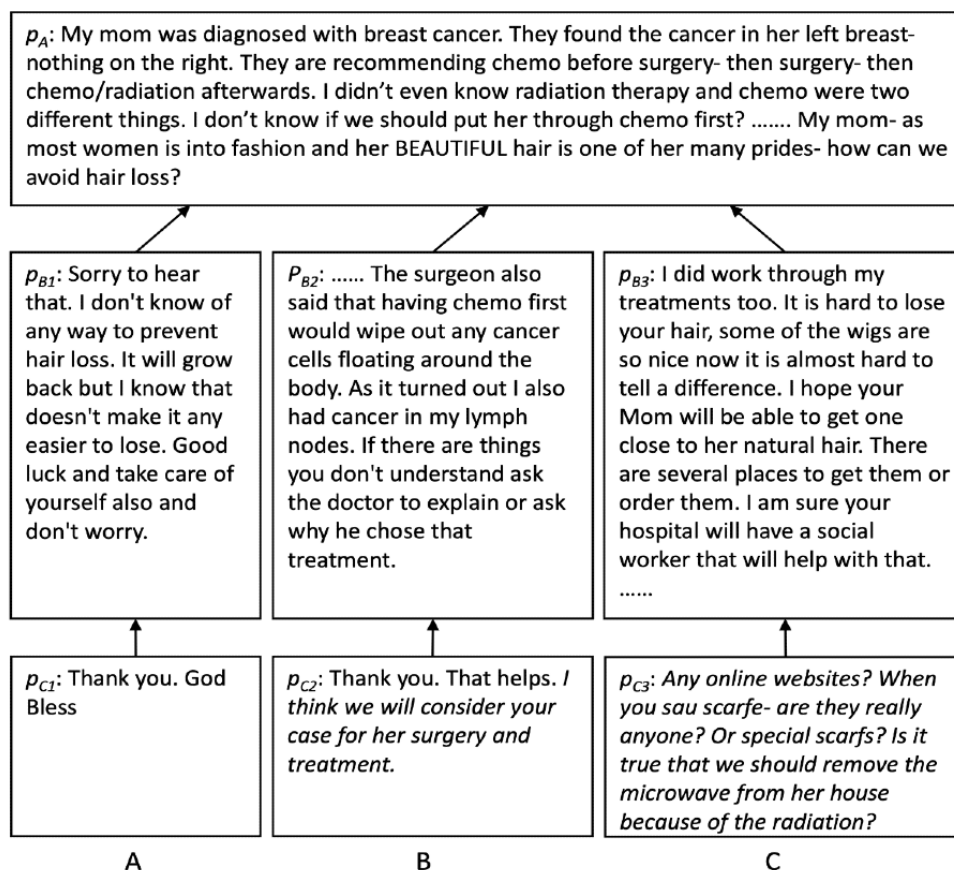 pA: My mom was diagnosed with breast cancer. They found the cancer in her left breast-
nothing on the right. They are recommending chemo before surgery- then surgery- then
chemo/radiation afterwards. I didn't even know radiation therapy and chemo were two
different things. I don't know if we should put her through chemo first? ....... My mom- as
most women is into fashion and her BEAUTIFUL hair is one of her many prides- how can we
avoid hair loss?
pB1: Sorry to hear
that. I don't know of
any way to prevent
hair loss. It will grow
back but I know that
doesn't make it any
easier to lose. Good
luck and take care of
yourself also and
don't worry.
PB2: ...... The surgeon also
said that having chemo first
would wipe out any cancer
cells floating around the
body. As it turned out I also
had cancer in my lymph
nodes. If there are things
you don't understand ask
the doctor to explain or ask
why he chose that
treatment.
pB3: I did work through my
treatments too. It is hard to lose
your hair, some of the wigs are
so nice now it is almost hard to
tell a difference. I hope your
Mom will be able to get one
close to her natural hair. There
are several places to get them or
order them. I am sure your
hospital will have a social
worker that will help with that.
......
pC1: Thank you. God
Bless
pC2: Thank you. That helps. I
think we will consider your
case for her surgery and
treatment.
pC3: Any online websites? When
you sau scarfe- are they really
anyone? Or special scarfs? Is it
true that we should remove the
microwave from her house
because of the radiation?
A
B
C